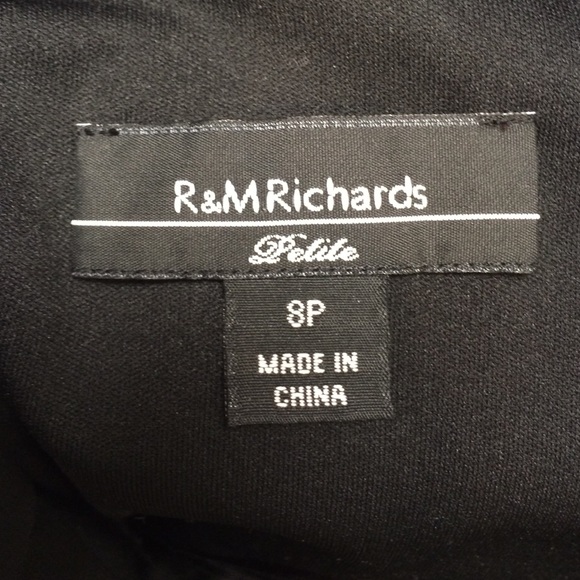 R&M Richards
Petite
8P
MADE IN
CHINA